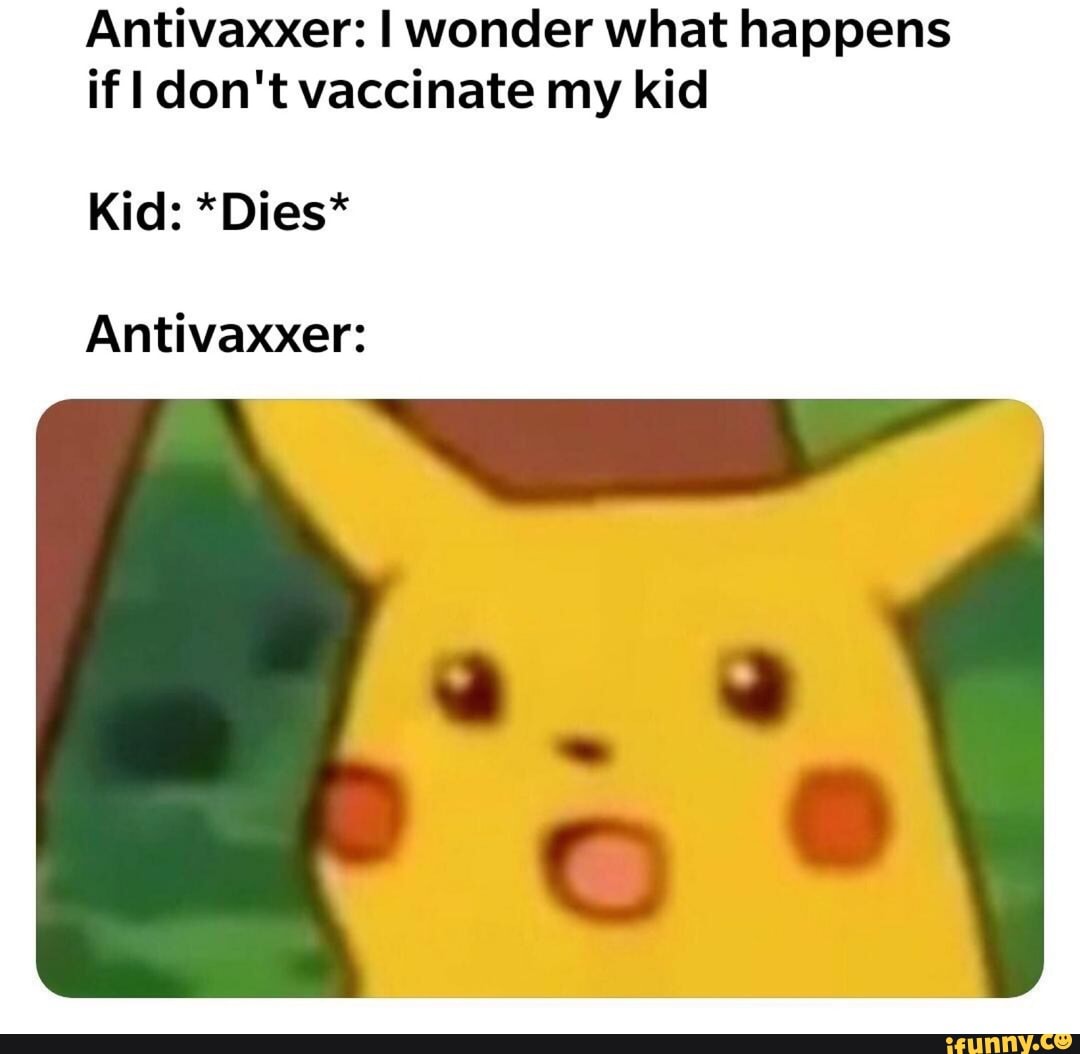 Antivaxxer: I wonder what happens
if I don't vaccinate my kid
Kid: *Dies*
Antivaxxer:
ifunny.co